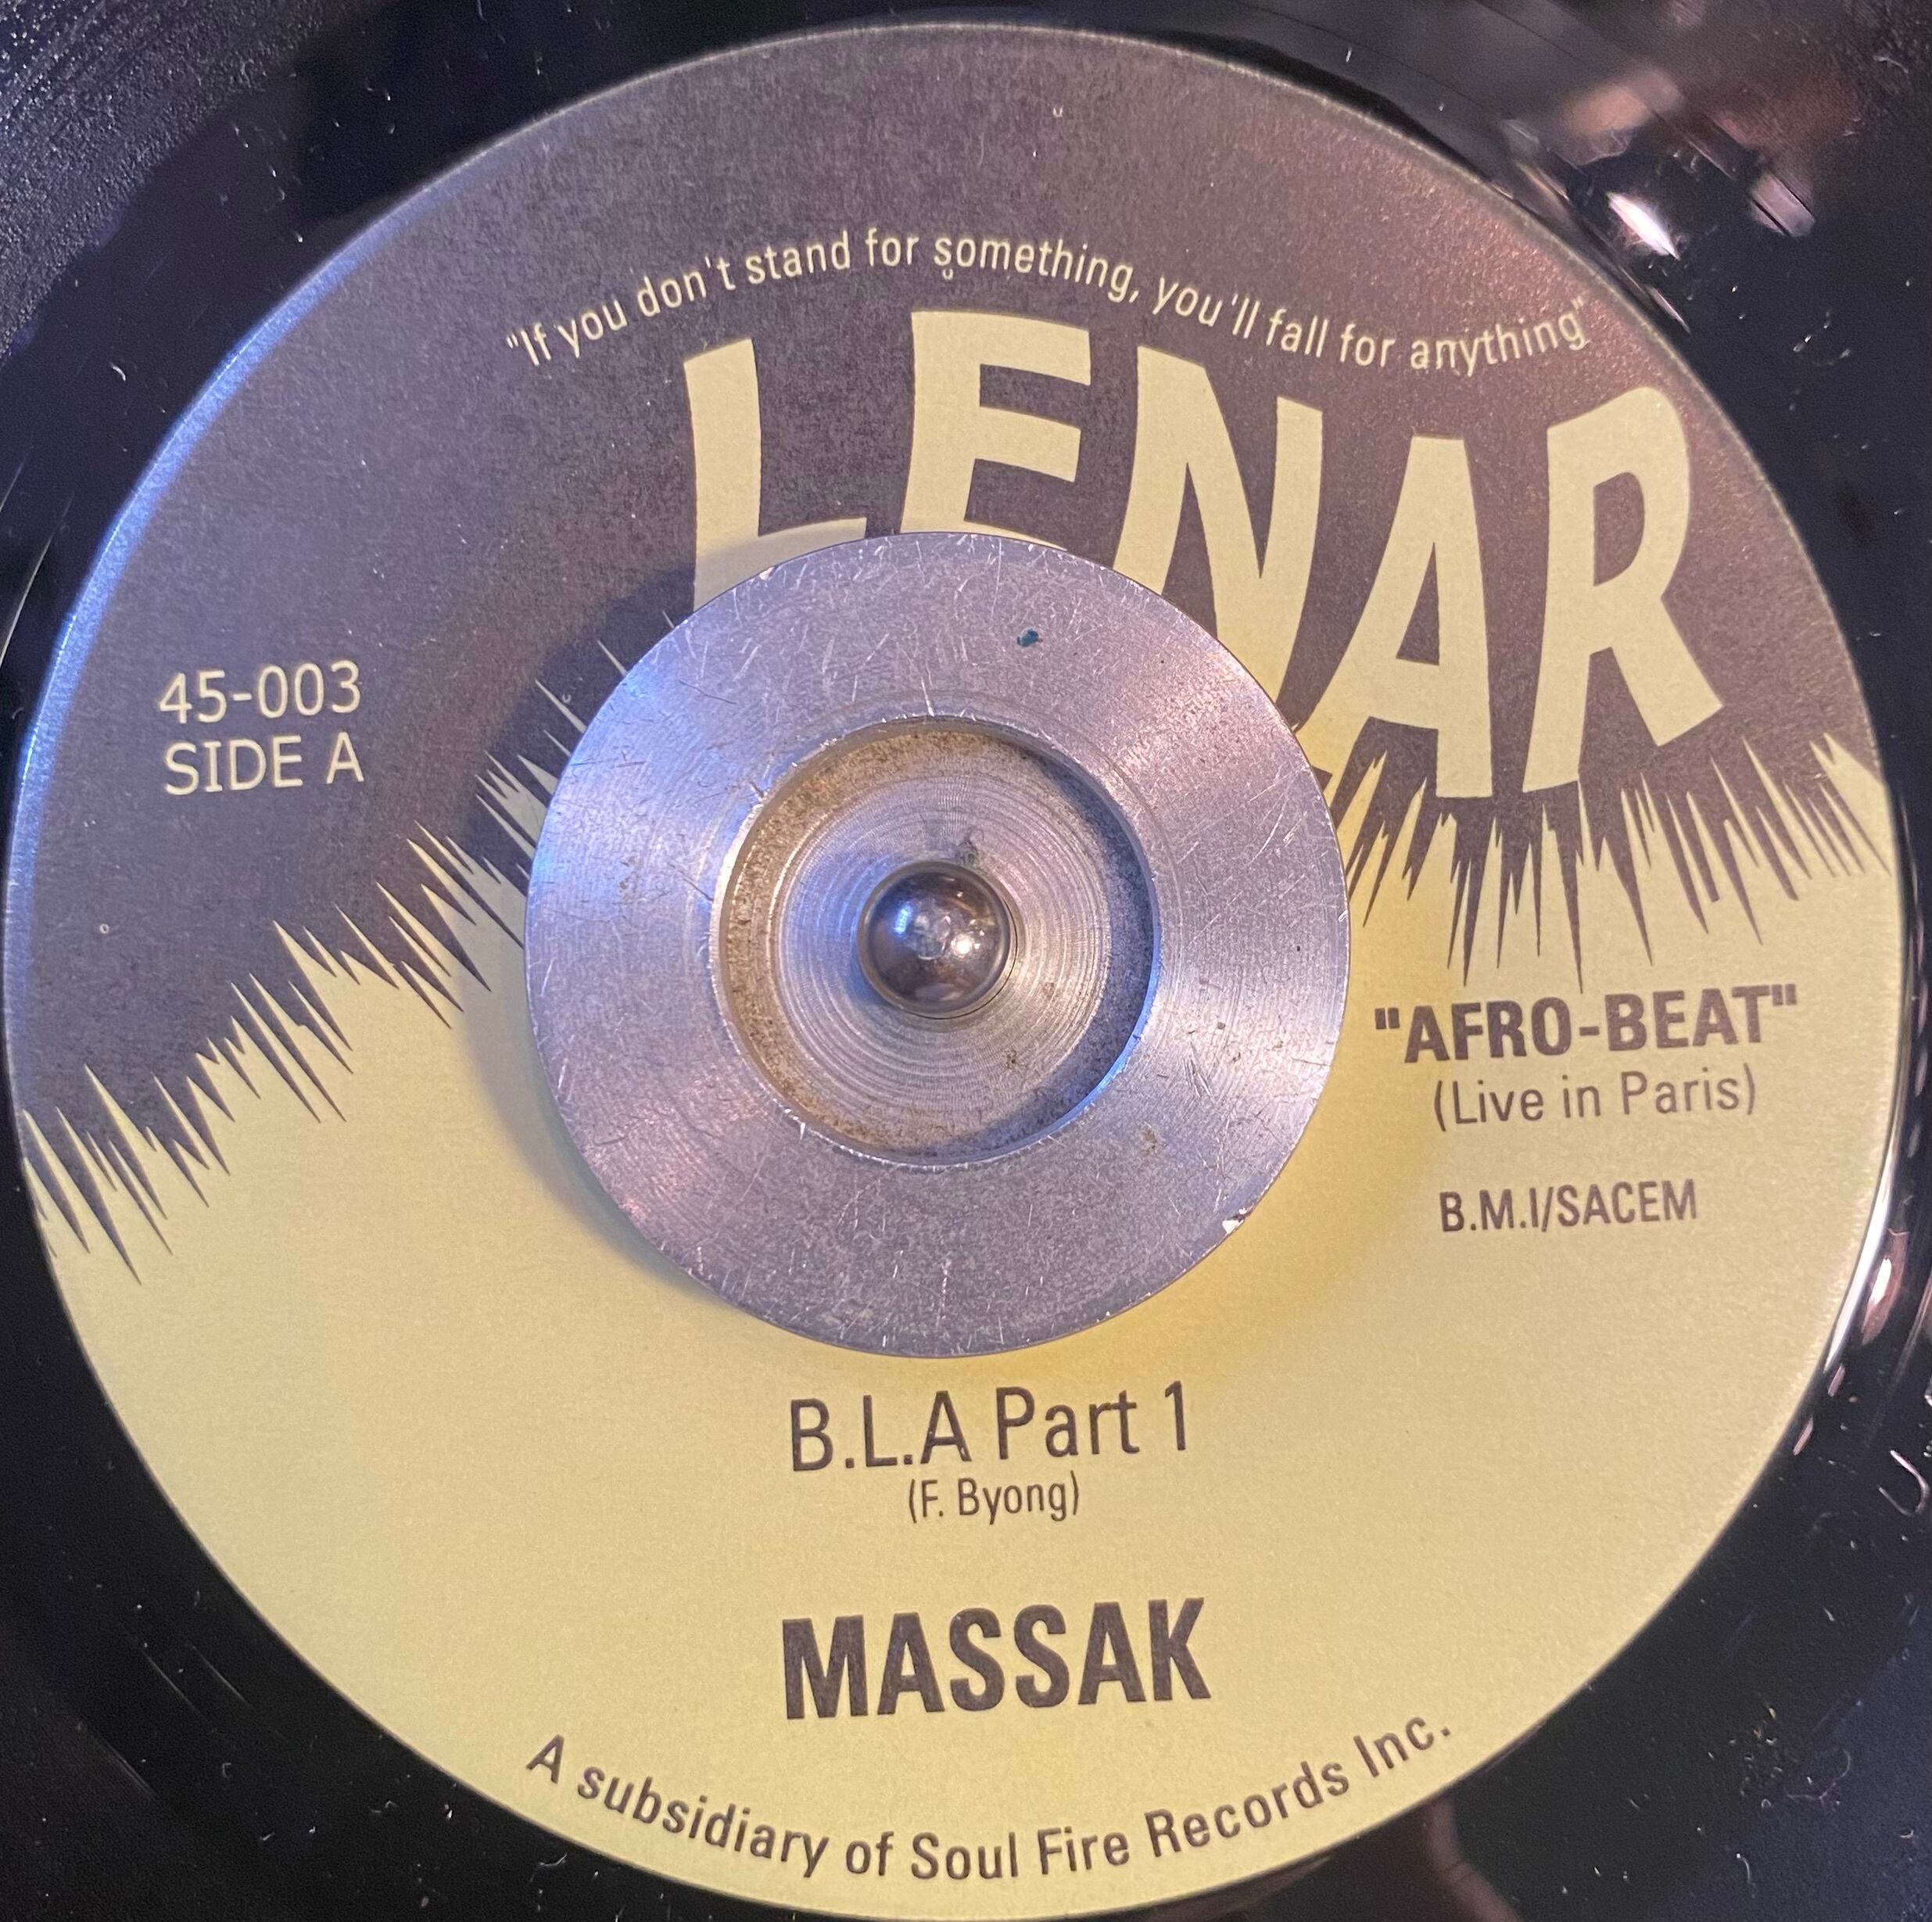 "If you don't stand for something, you'll fall for anything"
LENAR
45-003
SIDE A
"AFRO-BEAT"
(Live in Paris)
B.M.I/SACEM
B.L.A Part 1
(F. Byong)
MASSAK
A subsidiary of Soul Fire Records Inc.